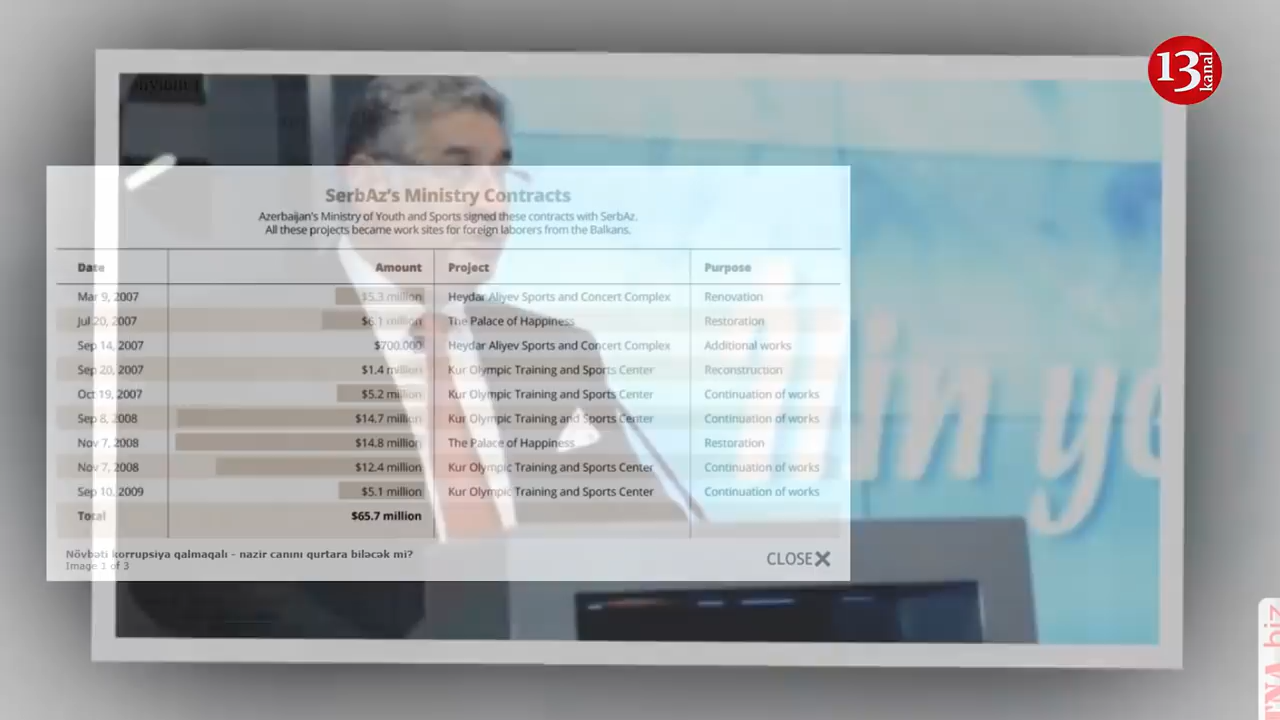 13 kanal
SerbAz's Ministry Contracts
Azerbaijan's Ministry of Youth and Sports signed these contracts with SerbAz.
All these projects became work sites for foreign laborers from the Balkans.
Date Amount Project Purpose
Mar 9, 2007 $5.3 million Heydar Aliyev Sports and Concert Complex Renovation
Jul 20, 2007 $6.1 million The Palace of Happiness Restoration
Sep 14, 2007 $700.000 Heydar Aliyev Sports and Concert Complex Additional works
Sep 20, 2007 $1.4 million Kur Olympic Training and Sports Center Reconstruction
Oct 19, 2007 $5.2 million Kur Olympic Training and Sports Center Continuation of works
Sep 8, 2008 $14.7 million Kur Olympic Training and Sports Center Continuation of works
Nov 7, 2008 $14.8 million The Palace of Happiness Restoration
Nov 7, 2008 $12.4 million Kur Olympic Training and Sports Center Continuation of works
Sep 10, 2009 $5.1 million Kur Olympic Training and Sports Center Continuation of works
Total $65.7 million
Növbəti korrupsiya qalmaqalı – nazir canını qurtara biləcək mi?
Image 1 of 3
CLOSE